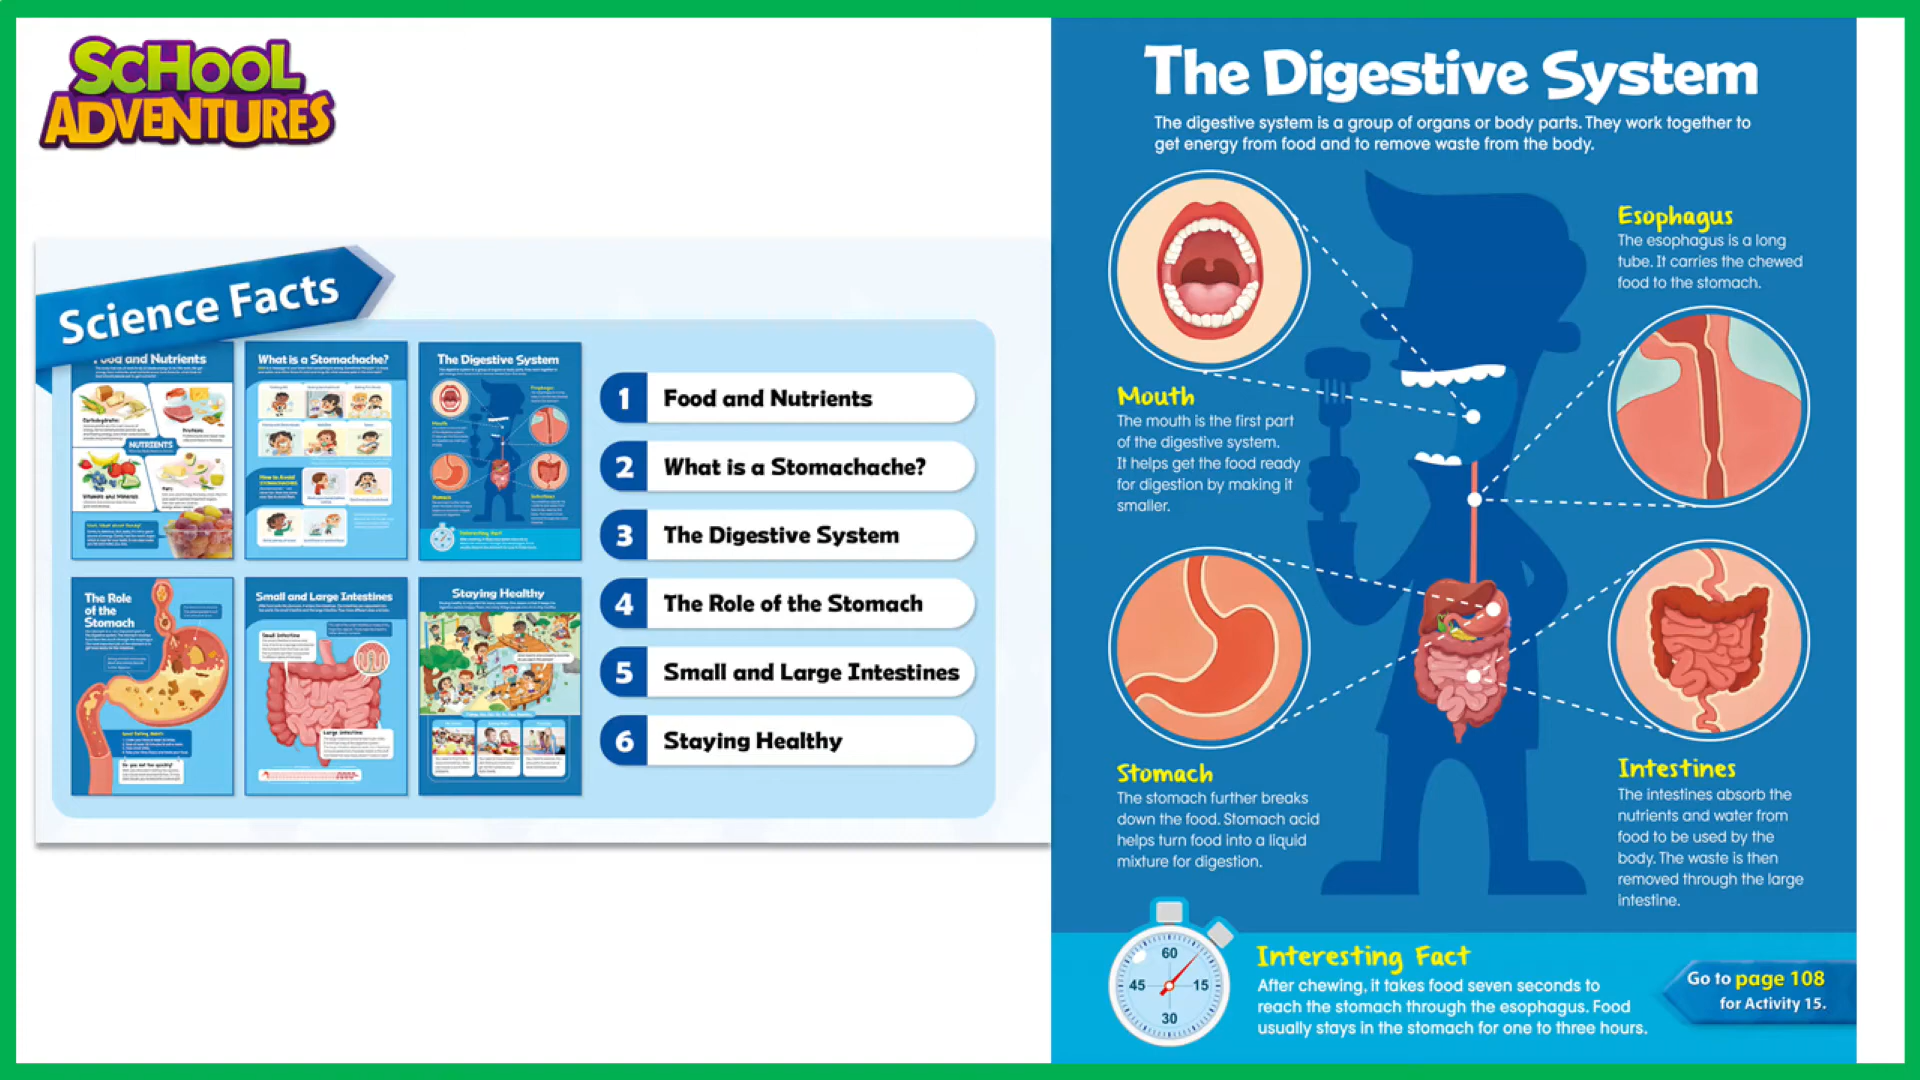 SCHOOL
ADVENTURES
Science Facts
Food and Nutrients
NUTRIENTS
What is a Stomachache?
The Digestive System
The Role
of the
Stomach
Small and Large Intestines
Small Intestine
Large Intestine
Staying Healthy
1 Food and Nutrients
2 What is a Stomachache?
3 The Digestive System
4 The Role of the Stomach
5 Small and Large Intestines
6 Staying Healthy
The Digestive System
The digestive system is a group of organs or body parts. They work together to
get energy from food and to remove waste from the body.
Mouth
The mouth is the first part
of the digestive system.
It helps get the food ready
for digestion by making it
smaller.
Esophagus
The esophagus is a long
tube. It carries the chewed
food to the stomach.
Stomach
The stomach further breaks
down the food. Stomach acid
helps turn food into a liquid
mixture for digestion.
Intestines
The intestines absorb the
nutrients and water from
food to be used by the
body. The waste is then
removed through the large
intestine.
60
45 15
30
Interesting Fact
After chewing, it takes food seven seconds to
reach the stomach through the esophagus. Food
usually stays in the stomach for one to three hours.
Go to page 108
for Activity 15.